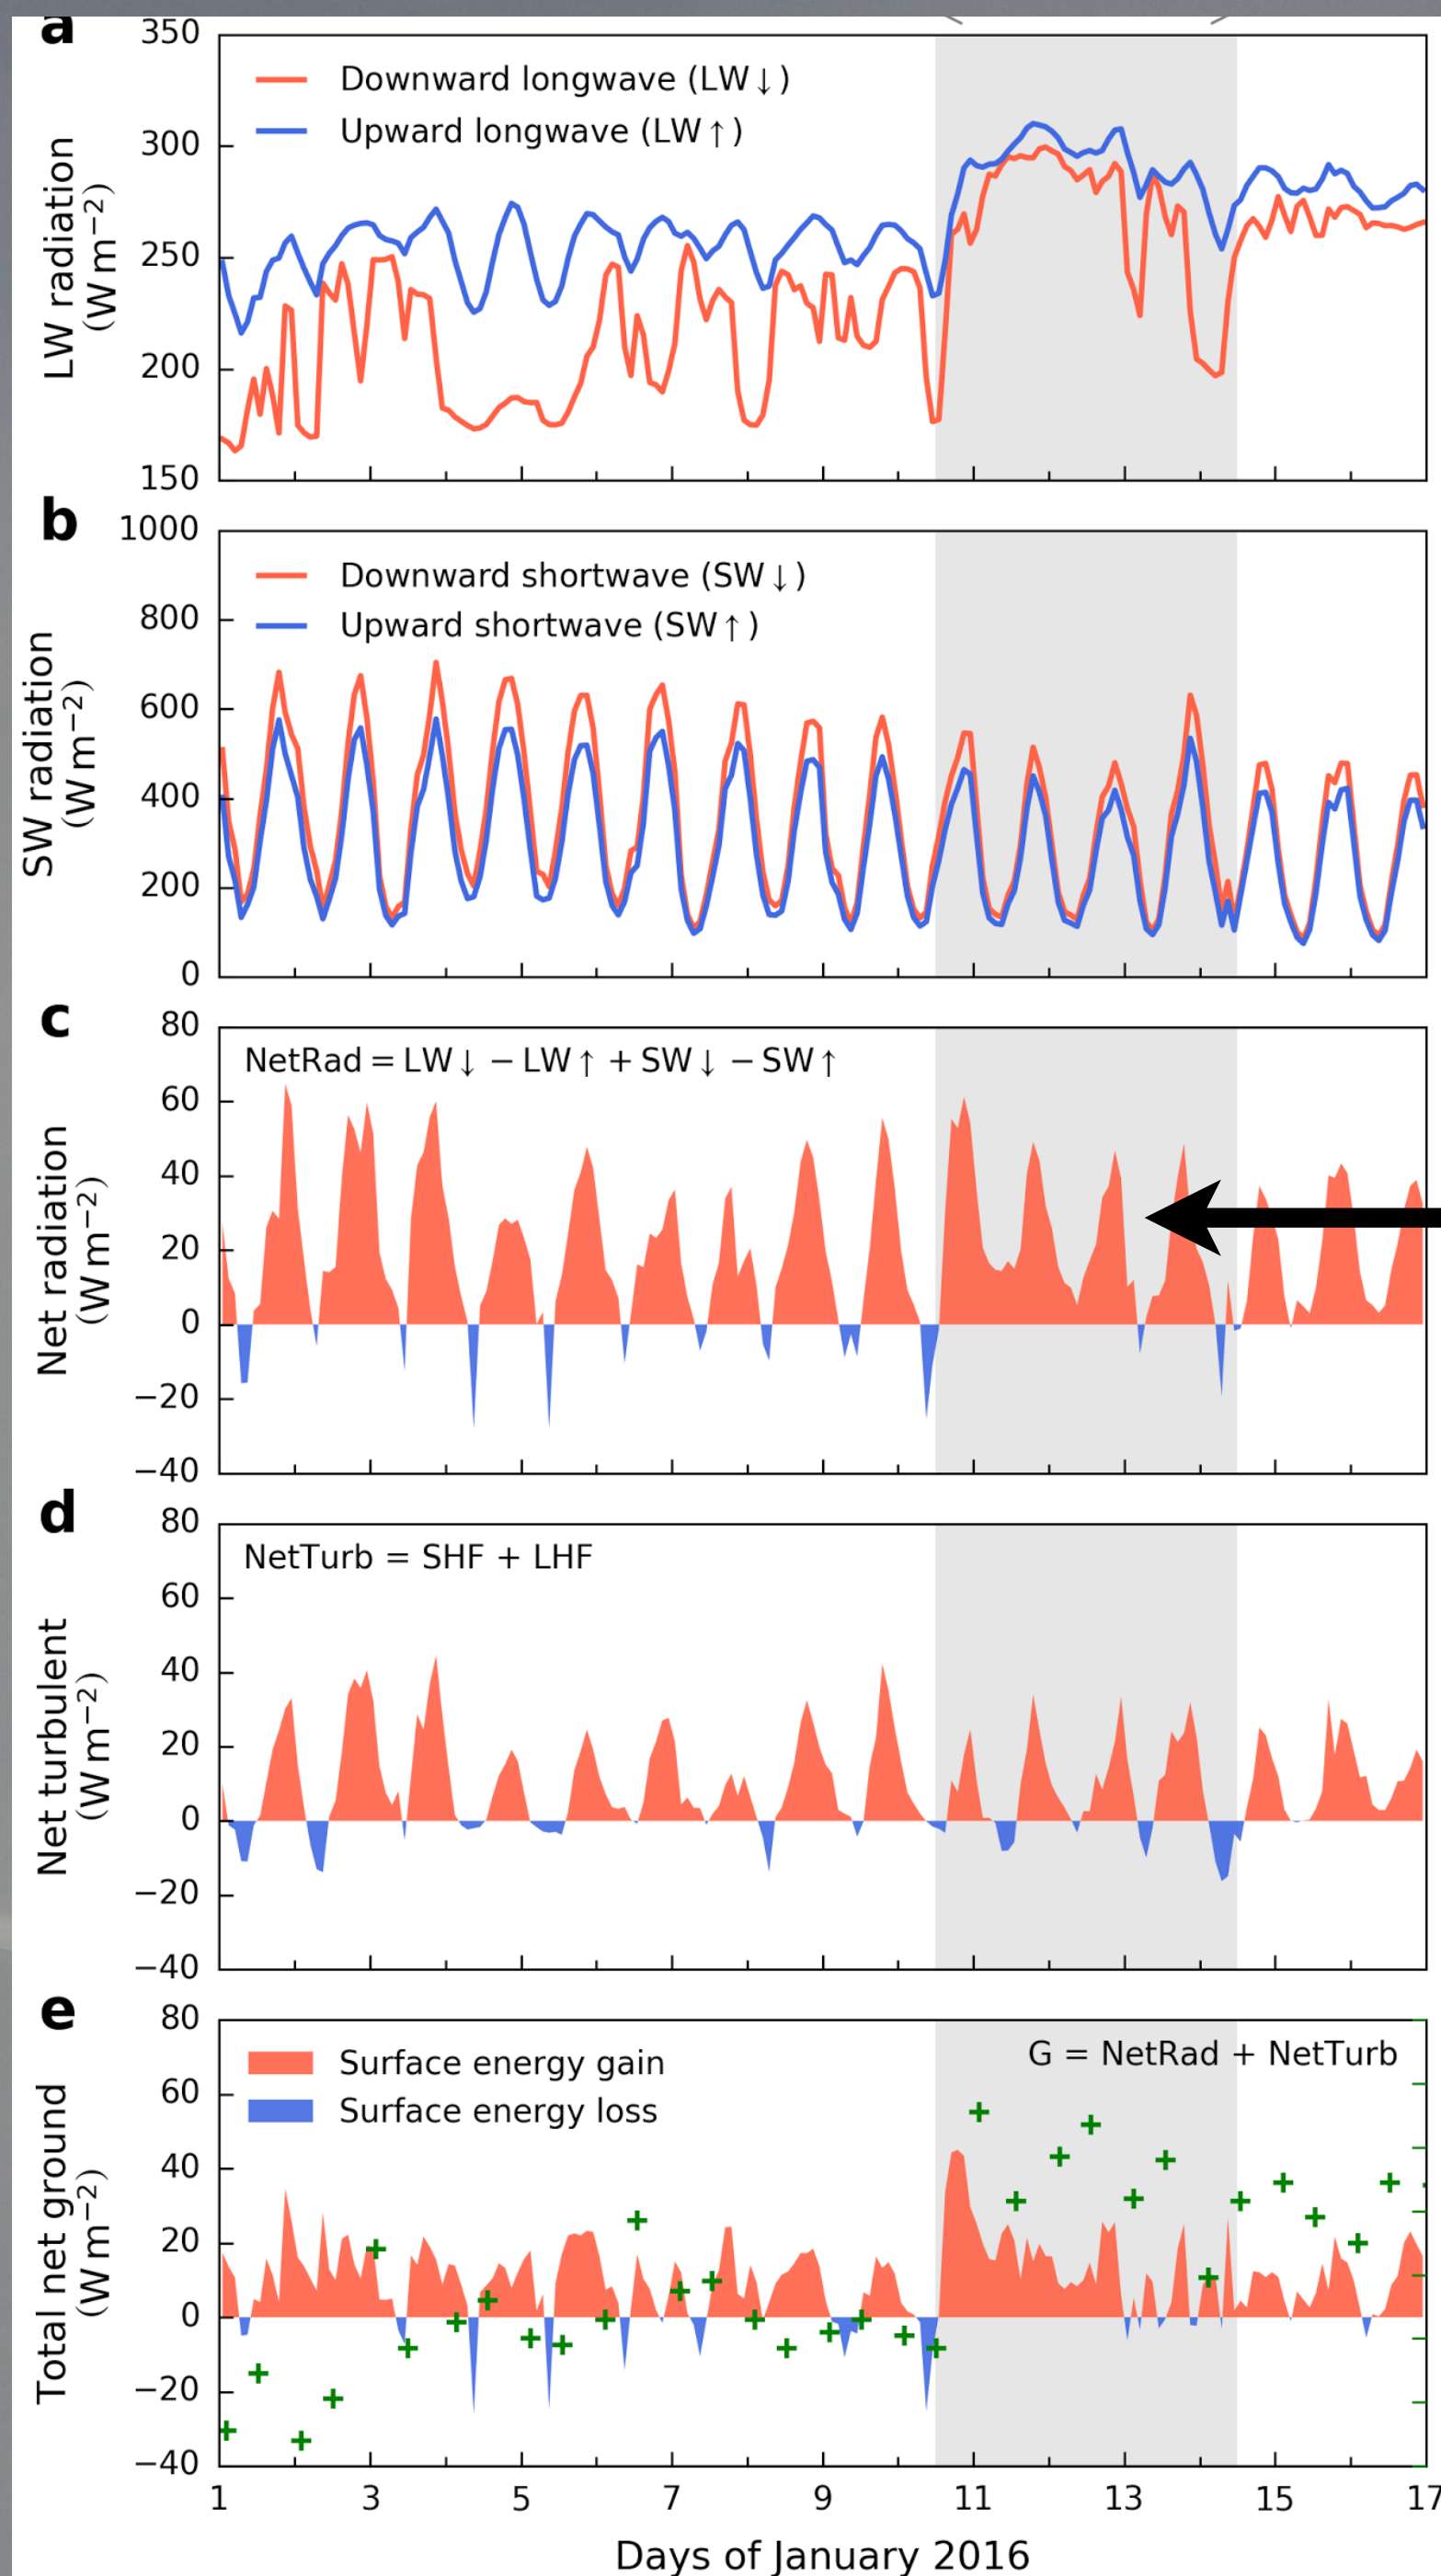 a
350
300
250
200
150
LW radiation
(W m−2)
Downward longwave (LW↓)
Upward longwave (LW↑)
b
1000
800
600
400
200
0
SW radiation
(W m−2)
Downward shortwave (SW↓)
Upward shortwave (SW↑)
c
80
60
40
20
0
−20
−40
Net radiation
(W m−2)
NetRad = LW↓ − LW↑ + SW↓ − SW↑
d
80
60
40
20
0
−20
−40
Net turbulent
(W m−2)
NetTurb = SHF + LHF
e
80
60
40
20
0
−20
−40
Total net ground
(W m−2)
Surface energy gain
Surface energy loss
G = NetRad + NetTurb
1 3 5 7 9 11 13 15 17
Days of January 2016